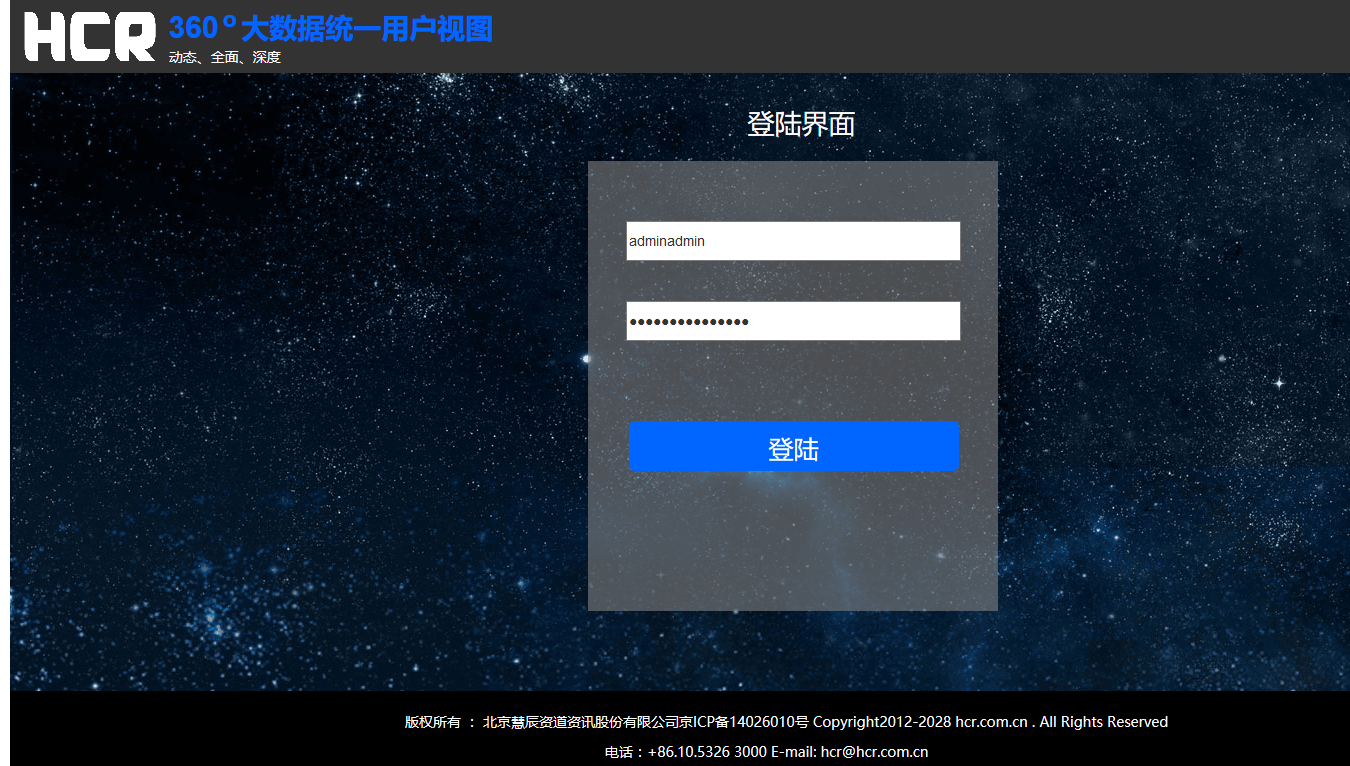 HCR
360°大数据统一用户视图
动态、全面、深度
登陆界面
adminadmin
●●●●●●●●●●●●●●●
登陆
版权所有 ： 北京慧辰资道资讯股份有限公司京ICP备14026010号 Copyright2012-2028 hcr.com.cn . All Rights Reserved
电话：+86.10.5326 3000 E-mail: hcr@hcr.com.cn